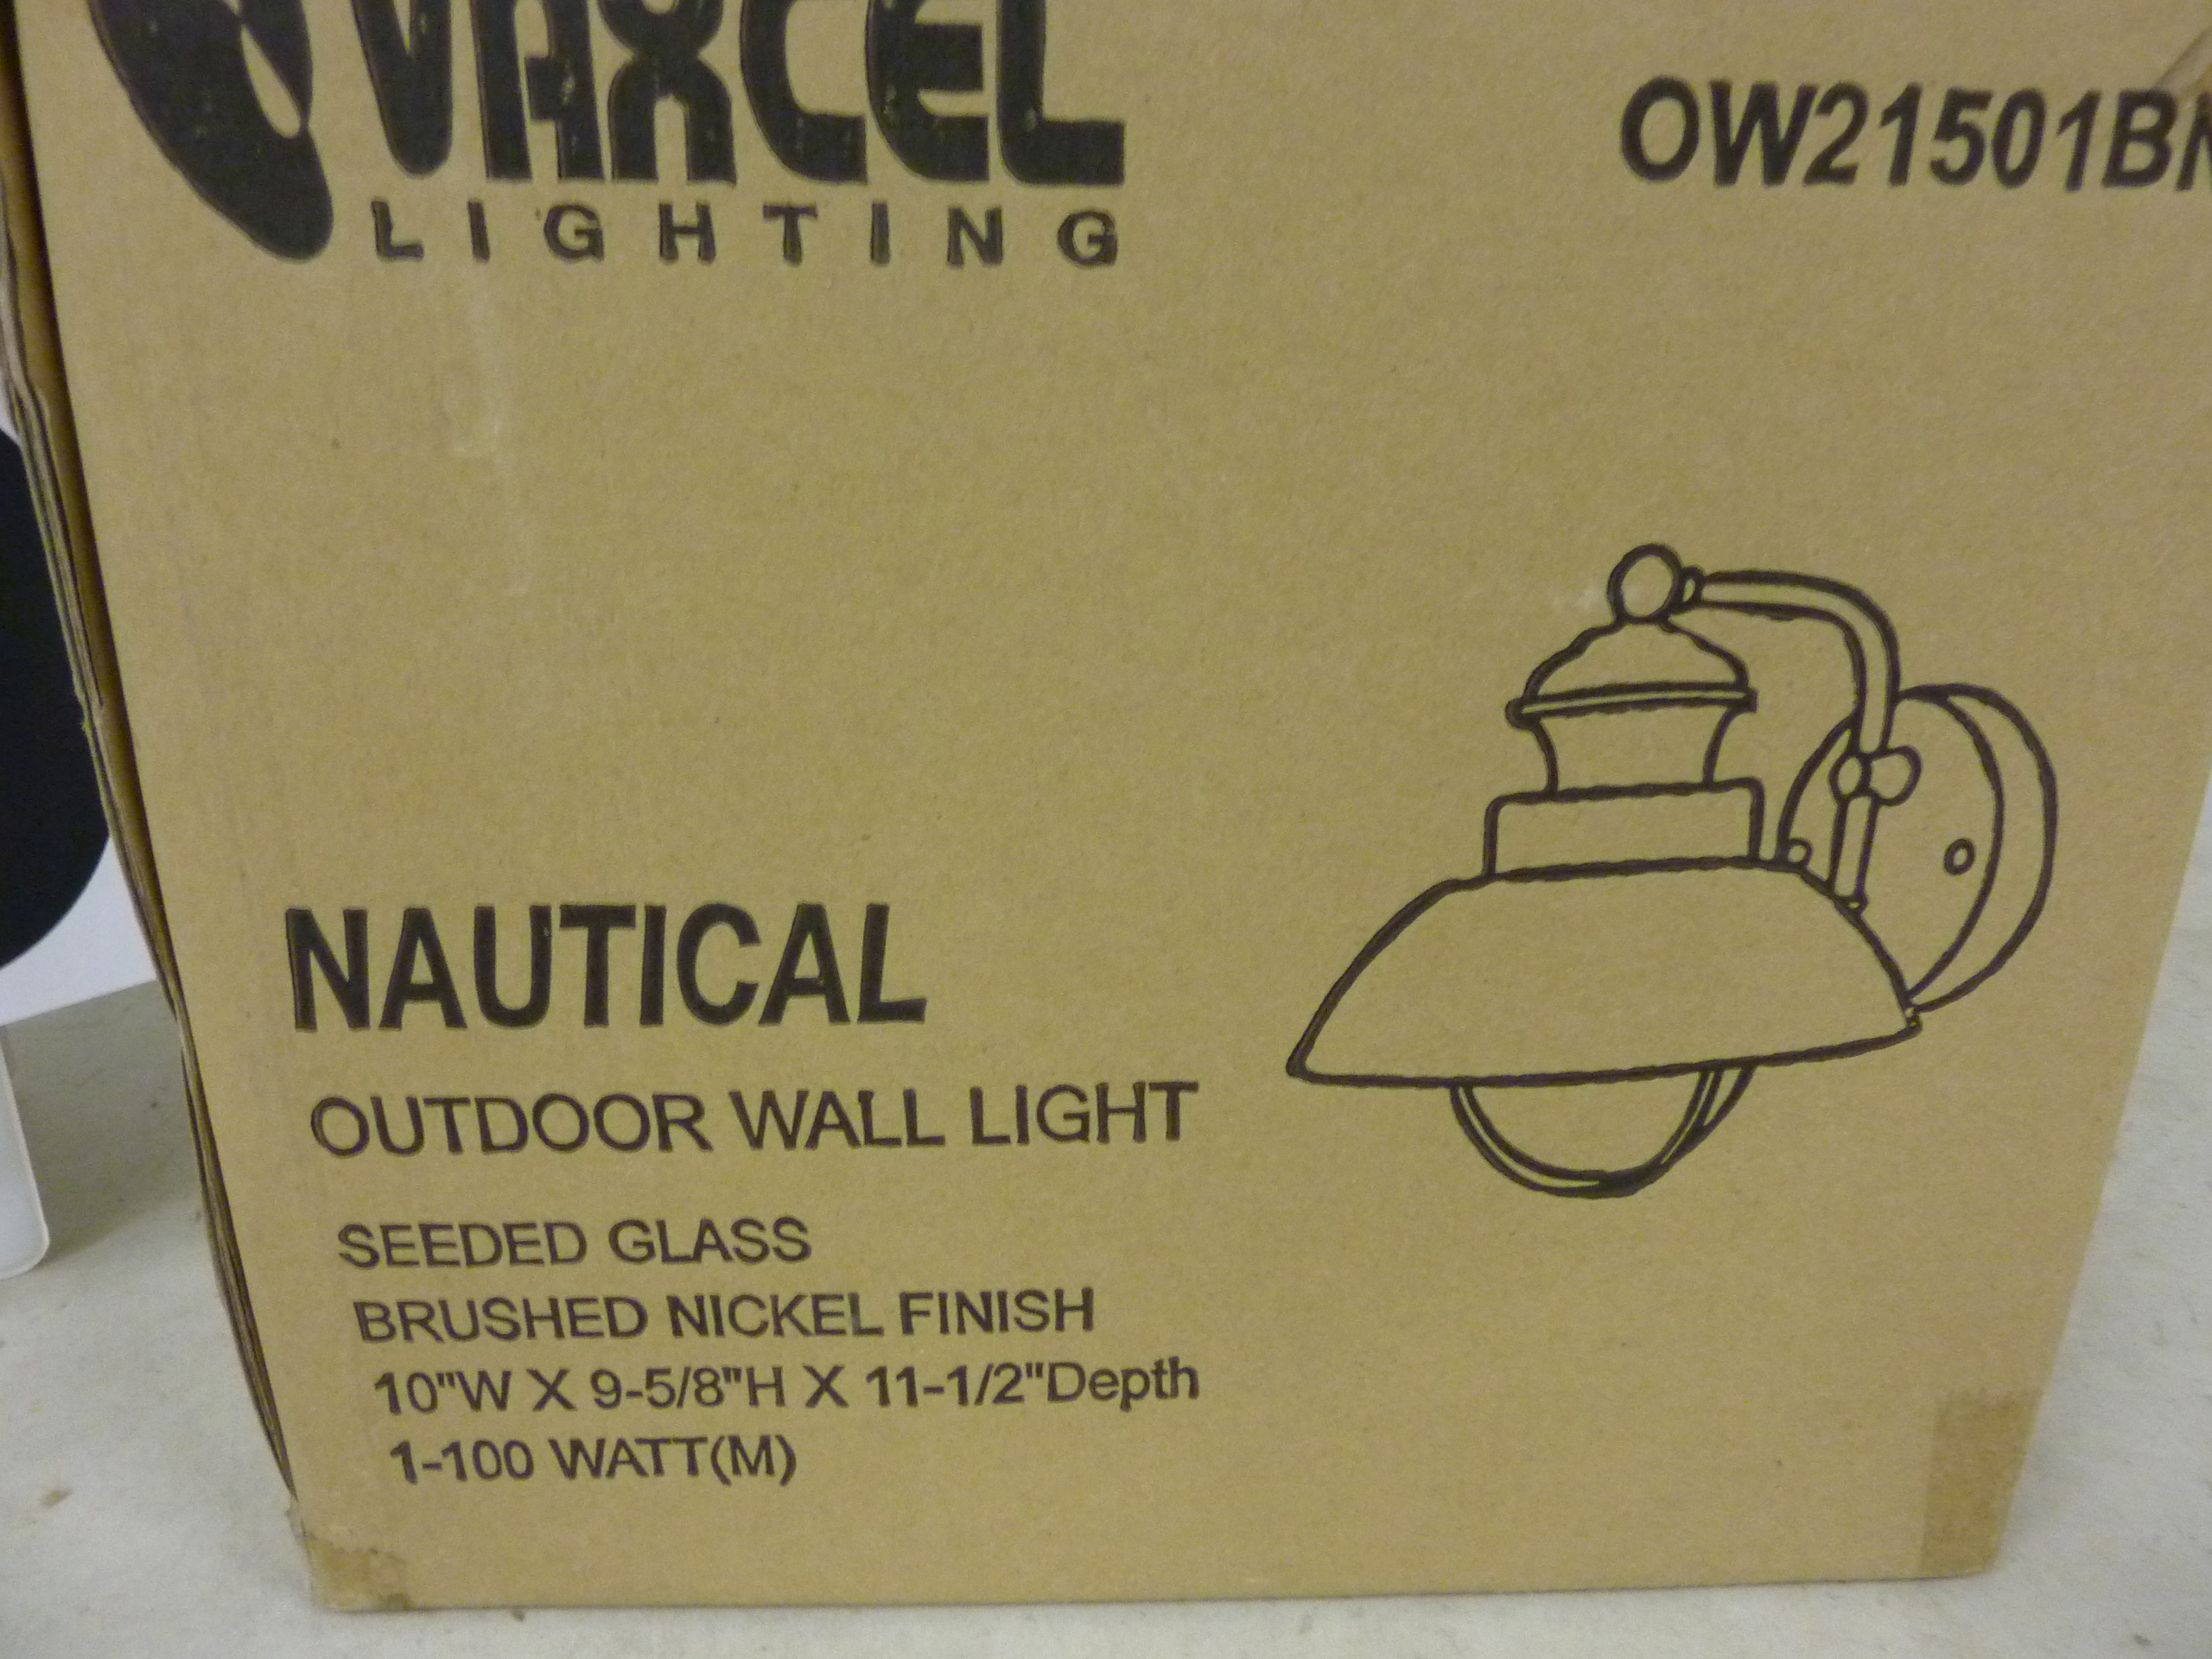 VAXCEL
LIGHTING
OW21501BN
NAUTICAL
OUTDOOR WALL LIGHT
SEEDED GLASS
BRUSHED NICKEL FINISH
10"W X 9-5/8"H X 11-1/2"Depth
1-100 WATT(M)